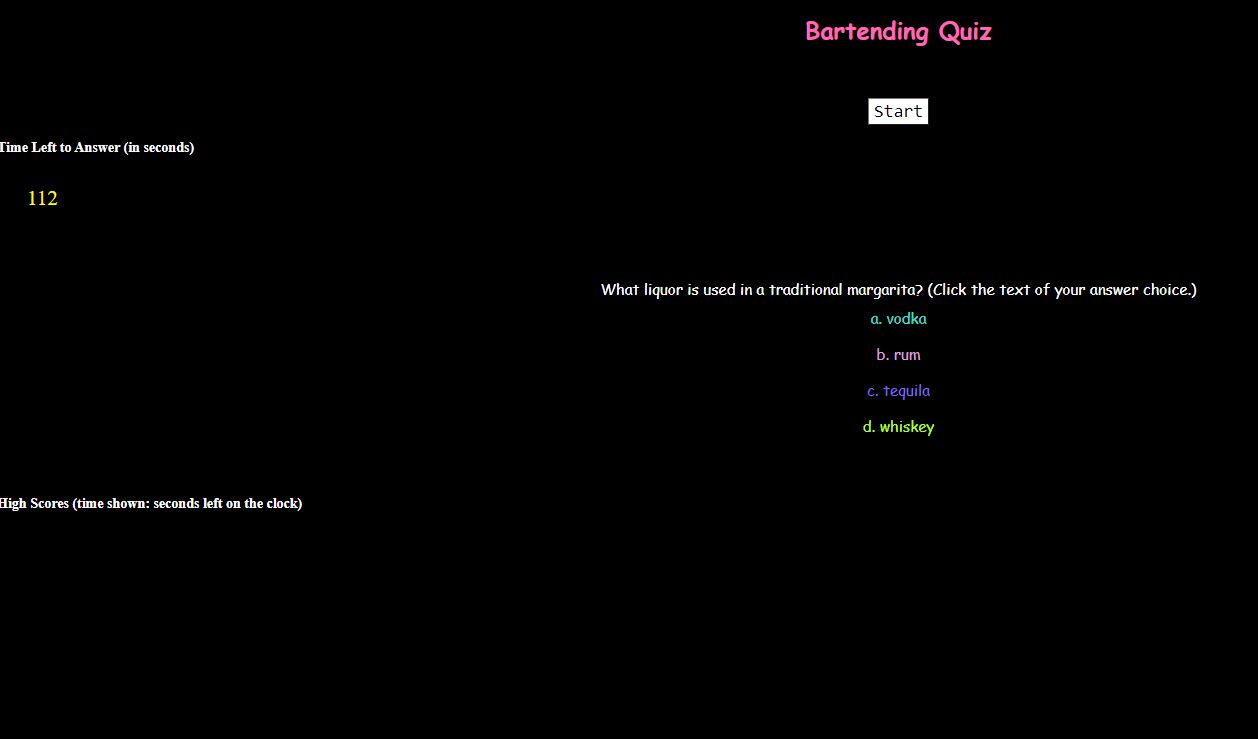 Bartending Quiz
Start
Time Left to Answer (in seconds)
112
What liquor is used in a traditional margarita? (Click the text of your answer choice.)
a. vodka
b. rum
c. tequila
d. whiskey
High Scores (time shown: seconds left on the clock)